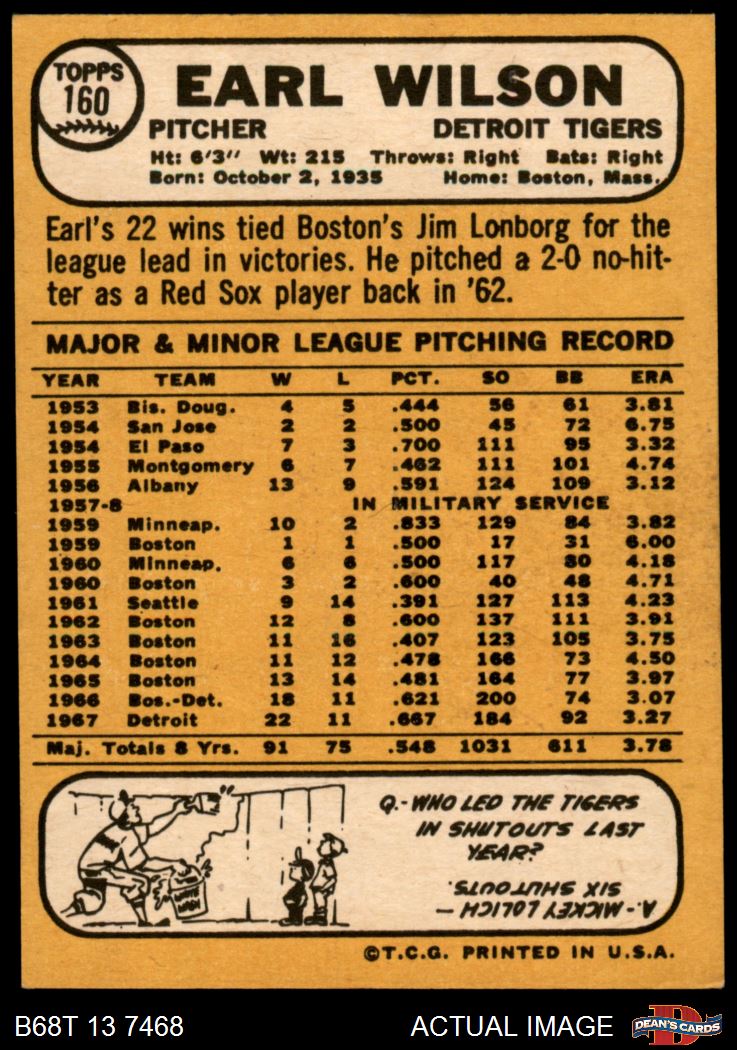 TOPPS
160
EARL WILSON
PITCHER DETROIT TIGERS
Ht: 6'3" Wt: 215 Throws: Right Bats: Right
Born: October 2, 1935 Home: Boston, Mass.
Earl's 22 wins tied Boston's Jim Lonborg for the
league lead in victories. He pitched a 2-0 no-hit-
ter as a Red Sox player back in '62.
MAJOR & MINOR LEAGUE PITCHING RECORD
YEAR TEAM W L PCT. SO BB ERA
1953 Bis. Doug. 4 5 .444 56 61 3.81
1954 San Jose 2 2 .500 45 72 6.75
1954 El Paso 7 3 .700 111 95 3.32
1955 Montgomery 6 7 .462 111 101 4.74
1956 Albany 13 9 .591 124 109 3.12
1957-8 IN MILITARY SERVICE
1959 Minneap. 10 2 .833 129 84 3.82
1959 Boston 1 1 .500 17 31 6.00
1960 Minneap. 6 6 .500 117 80 4.18
1960 Boston 3 2 .600 40 48 4.71
1961 Seattle 9 14 .391 127 113 4.23
1962 Boston 12 8 .600 137 111 3.91
1963 Boston 11 16 .407 123 105 3.75
1964 Boston 11 12 .478 166 73 4.50
1965 Boston 13 14 .481 164 77 3.97
1966 Bos.-Det. 18 11 .621 200 74 3.07
1967 Detroit 22 11 .667 184 92 3.27
Maj. Totals 8 Yrs. 91 75 .548 1031 611 3.78
Q.-WHO LED THE TIGERS
IN SHUTOUTS LAST
YEAR?
A.-MICKEY LOLICH —
SIX SHUTOUTS.
WHITE
WASH
©T.C.G. PRINTED IN U.S.A.
B68T 13 7468 ACTUAL IMAGE DEAN'S CARDS